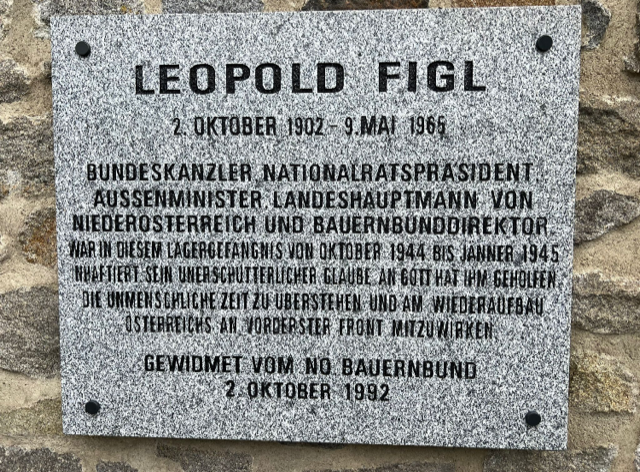 LEOPOLD FIGL
2. OKTOBER 1902 - 9. MAI 1965
BUNDESKANZLER, NATIONALRATSPRÄSIDENT,
AUSSENMINISTER, LANDESHAUPTMANN VON
NIEDERÖSTERREICH UND BAUERNBUNDDIREKTOR
WAR IN DIESEM LAGERGEFÄNGNIS VON OKTOBER 1944 BIS JÄNNER 1945
INHAFTIERT. SEIN UNERSCHÜTTERLICHER GLAUBE AN GOTT HAT IHM GEHOLFEN,
DIE UNMENSCHLICHE ZEIT ZU ÜBERSTEHEN UND AM WIEDERAUFBAU
ÖSTERREICHS AN VORDERSTER FRONT MITZUWIRKEN.
GEWIDMET VOM NÖ. BAUERNBUND
2. OKTOBER 1992